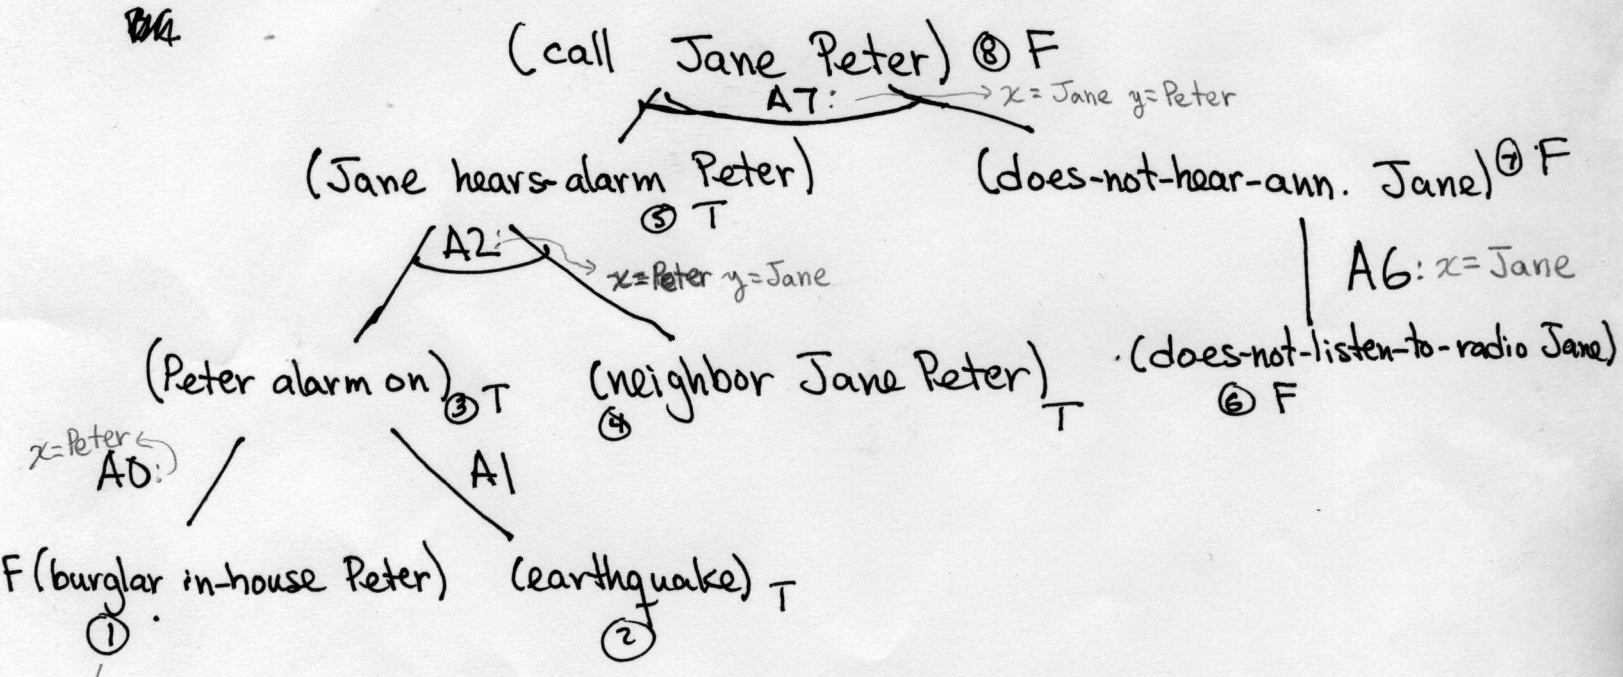 (call Jane Peter) ⑧ F
A7: → x = Jane y = Peter
(Jane hears-alarm Peter)
⑤ T
(does-not-hear-ann. Jane) ⑦ F
A2: → x = Peter y = Jane
A6: x = Jane
(Peter alarm on) ③ T
(neighbor Jane Peter)
④ T
(does-not-listen-to-radio Jane)
⑥ F
x = Peter
A0:
A1
F (burglar in-house Peter)
①
(earthquake) T
②